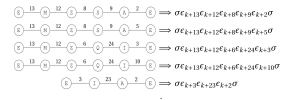 S 13 M 12 S 8 S 9 A 2 E ⟹ σϵ_{k+13}ϵ_{k+12}ϵ_{k+8}ϵ_{k+9}ϵ_{k+2}σ
S 13 M 12 S 8 S 9 A 5 E ⟹ σϵ_{k+13}ϵ_{k+12}ϵ_{k+8}ϵ_{k+9}ϵ_{k+5}σ
E 13 M 12 S 6 Q 24 I 3 E ⟹ σϵ_{k+13}ϵ_{k+12}ϵ_{k+6}ϵ_{k+24}ϵ_{k+3}σ
E 13 M 12 S 6 Q 24 I 10 E ⟹ σϵ_{k+13}ϵ_{k+12}ϵ_{k+6}ϵ_{k+24}ϵ_{k+10}σ
E 3 I 23 A 2 E ⟹ σϵ_{k+3}ϵ_{k+23}ϵ_{k+2}σ